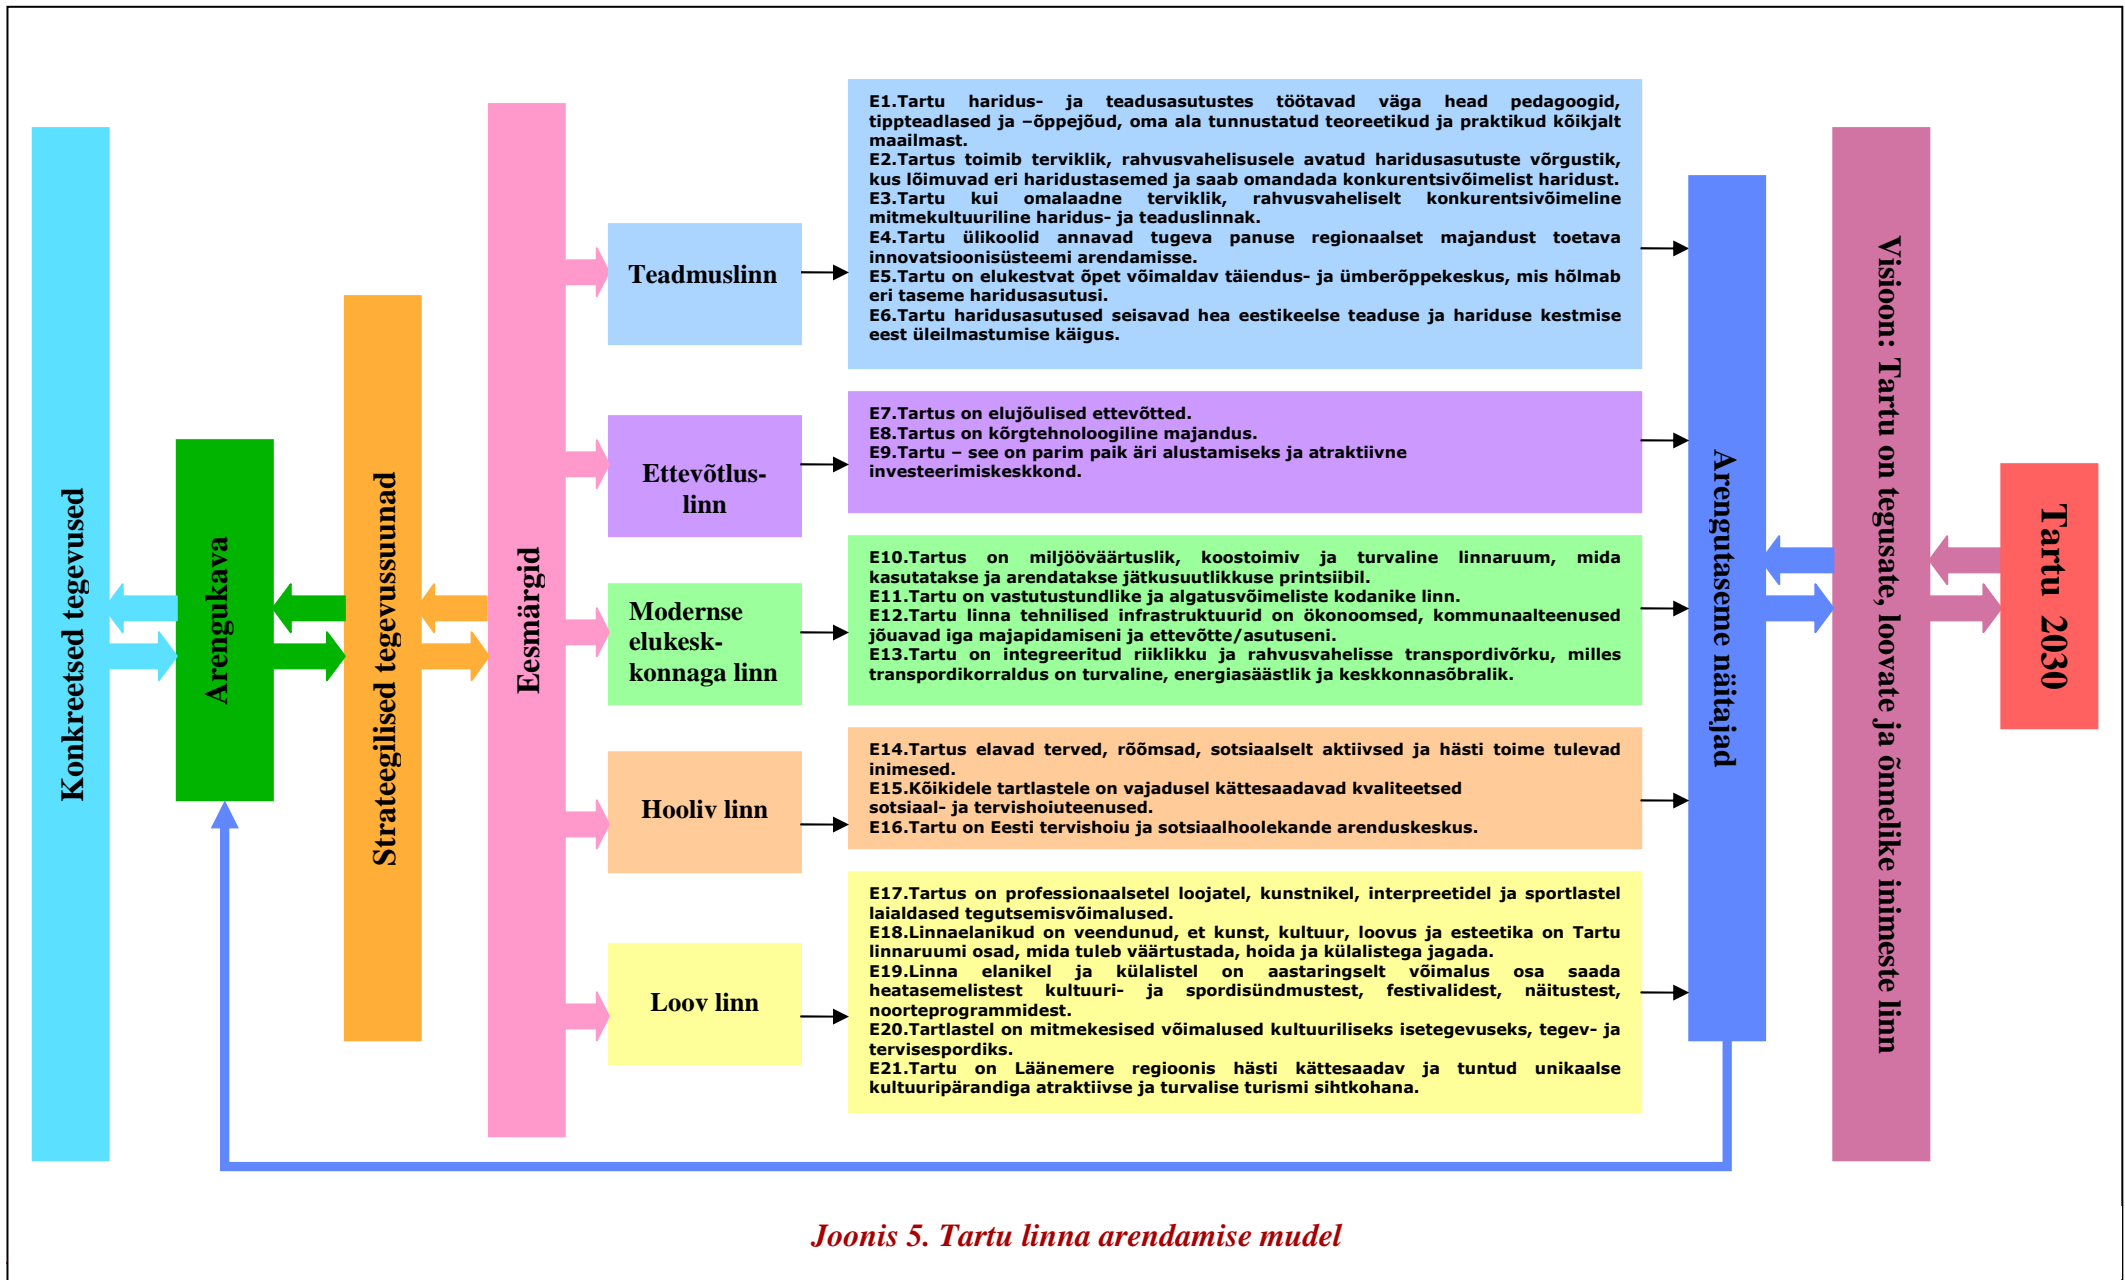 Konkreetsed tegevused
Arengukava
Strateegilised tegevussuunad
Eesmärgid
Teadmuslinn
E1.Tartu haridus- ja teadusasutustes töötavad väga head pedagoogid,
tippteadlased ja –õppejõud, oma ala tunnustatud teoreetikud ja praktikud kõikjalt
maailmast.
E2.Tartus toimib terviklik, rahvusvahelisusele avatud haridusasutuste võrgustik,
kus lõimuvad eri haridustasemed ja saab omandada konkurentsivõimelist haridust.
E3.Tartu kui omalaadne terviklik, rahvusvaheliselt konkurentsivõimeline
mitmekultuuriline haridus- ja teaduslinnak.
E4.Tartu ülikoolid annavad tugeva panuse regionaalset majandust toetava
innovatsioonisüsteemi arendamisse.
E5.Tartu on elukestvat õpet võimaldav täiendus- ja ümberõppekeskus, mis hõlmab
eri taseme haridusasutusi.
E6.Tartu haridusasutused seisavad hea eestikeelse teaduse ja hariduse kestmise
eest üleilmastumise käigus.
Ettevõtlus-
linn
E7.Tartus on elujõulised ettevõtted.
E8.Tartus on kõrgtehnoloogiline majandus.
E9.Tartu – see on parim paik äri alustamiseks ja atraktiivne
investeerimiskeskkond.
Modernse
elukesk-
konnaga linn
E10.Tartus on miljööväärtuslik, koostoimiv ja turvaline linnaruum, mida
kasutatakse ja arendatakse jätkusuutlikkuse printsiibil.
E11.Tartu on vastutustundlike ja algatusvõimeliste kodanike linn.
E12.Tartu linna tehnilised infrastruktuurid on ökonoomsed, kommunaalteenused
jõuavad iga majapidamiseni ja ettevõtte/asutuseni.
E13.Tartu on integreeritud riiklikku ja rahvusvahelisse transpordivõrku, milles
transpordikorraldus on turvaline, energiasäästlik ja keskkonnasõbralik.
Hooliv linn
E14.Tartus elavad terved, rõõmsad, sotsiaalselt aktiivsed ja hästi toime tulevad
inimesed.
E15.Kõikidele tartlastele on vajadusel kättesaadavad kvaliteetsed
sotsiaal- ja tervishoiuteenused.
E16.Tartu on Eesti tervishoiu ja sotsiaalhoolekande arenduskeskus.
Loov linn
E17.Tartus on professionaalsetel loojatel, kunstnikel, interpreetidel ja sportlastel
laialdased tegutsemisvõimalused.
E18.Linnaelanikud on veendunud, et kunst, kultuur, loovus ja esteetika on Tartu
linnaruumi osad, mida tuleb väärtustada, hoida ja külalistega jagada.
E19.Linna elanikel ja külalistel on aastaringselt võimalus osa saada
heatasemelistest kultuuri- ja spordisündmustest, festivalidest, näitustest,
noorteprogrammidest.
E20.Tartlastel on mitmekesised võimalused kultuuriliseks isetegevuseks, tegev- ja
tervisespordiks.
E21.Tartu on Läänemere regioonis hästi kättesaadav ja tuntud unikaalse
kultuuripärandiga atraktiivse ja turvalise turismi sihtkohana.
Arengutaseme näitajad
Visioon: Tartu on tegusate, loovate ja õnnelike inimeste linn
Tartu 2030
Joonis 5. Tartu linna arendamise mudel